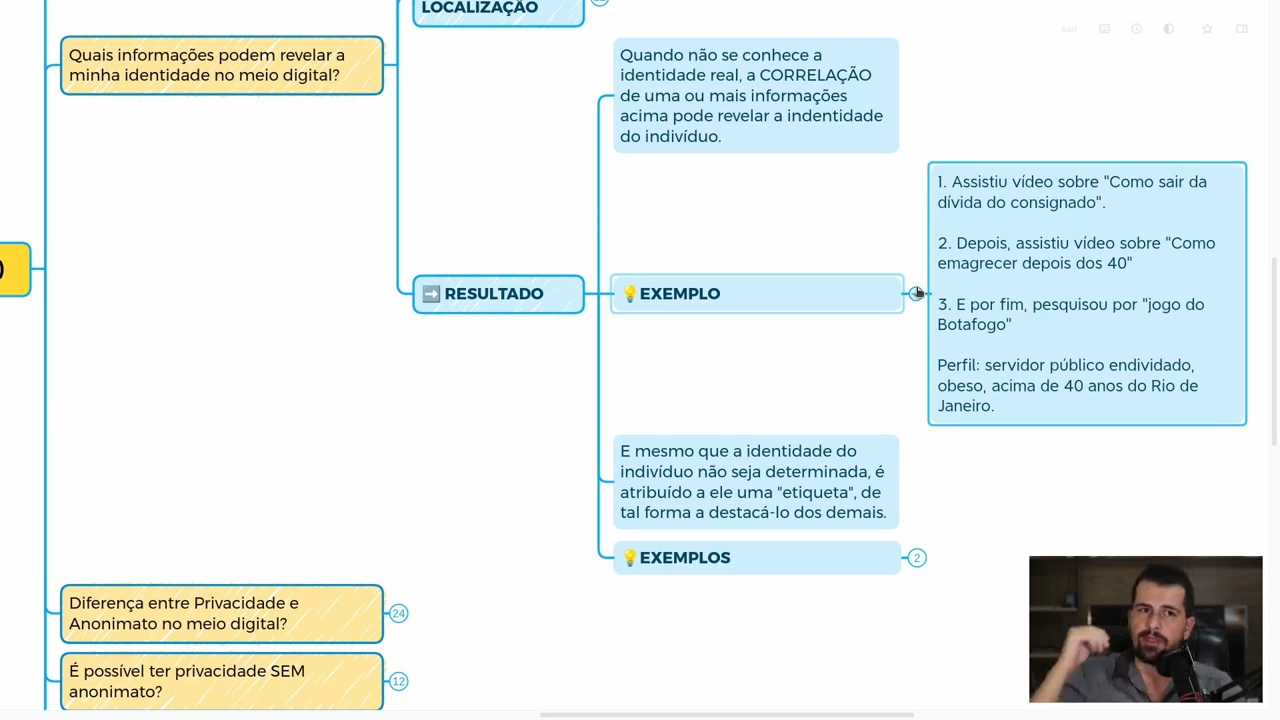 LOCALIZAÇÃO
Quais informações podem revelar a
minha identidade no meio digital?
Quando não se conhece a
identidade real, a CORRELAÇÃO
de uma ou mais informações
acima pode revelar a indentidade
do indivíduo.
1. Assistiu vídeo sobre "Como sair da
dívida do consignado".
2. Depois, assistiu vídeo sobre "Como
emagrecer depois dos 40"
3. E por fim, pesquisou por "jogo do
Botafogo"
Perfil: servidor público endividado,
obeso, acima de 40 anos do Rio de
Janeiro.
)
➡️ RESULTADO
💡EXEMPLO
E mesmo que a identidade do
indivíduo não seja determinada, é
atribuído a ele uma "etiqueta", de
tal forma a destacá-lo dos demais.
💡EXEMPLOS
2
Diferença entre Privacidade e
Anonimato no meio digital?
24
É possível ter privacidade SEM
anonimato?
12